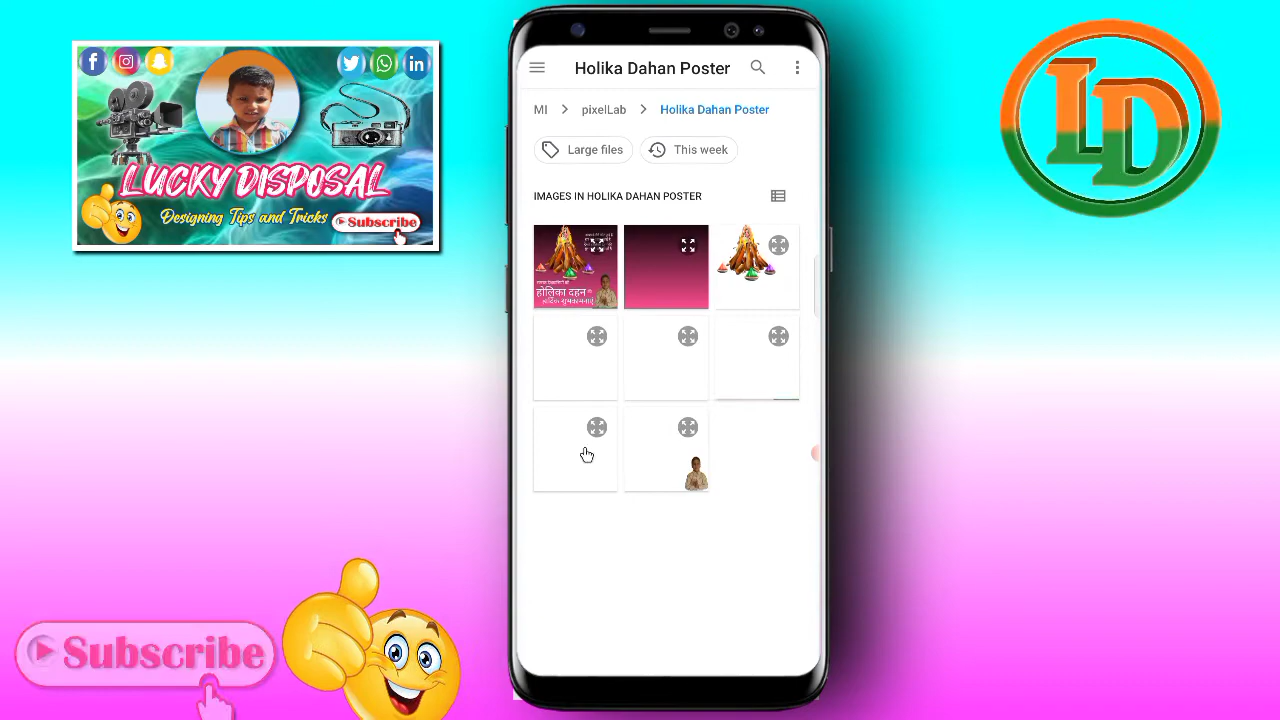 LUCKY DISPOSAL
Designing Tips and Tricks
Subscribe
Holika Dahan Poster
MI > pixelLab > Holika Dahan Poster
Large files
This week
IMAGES IN HOLIKA DAHAN POSTER
होलिका दहन
LD
Subscribe